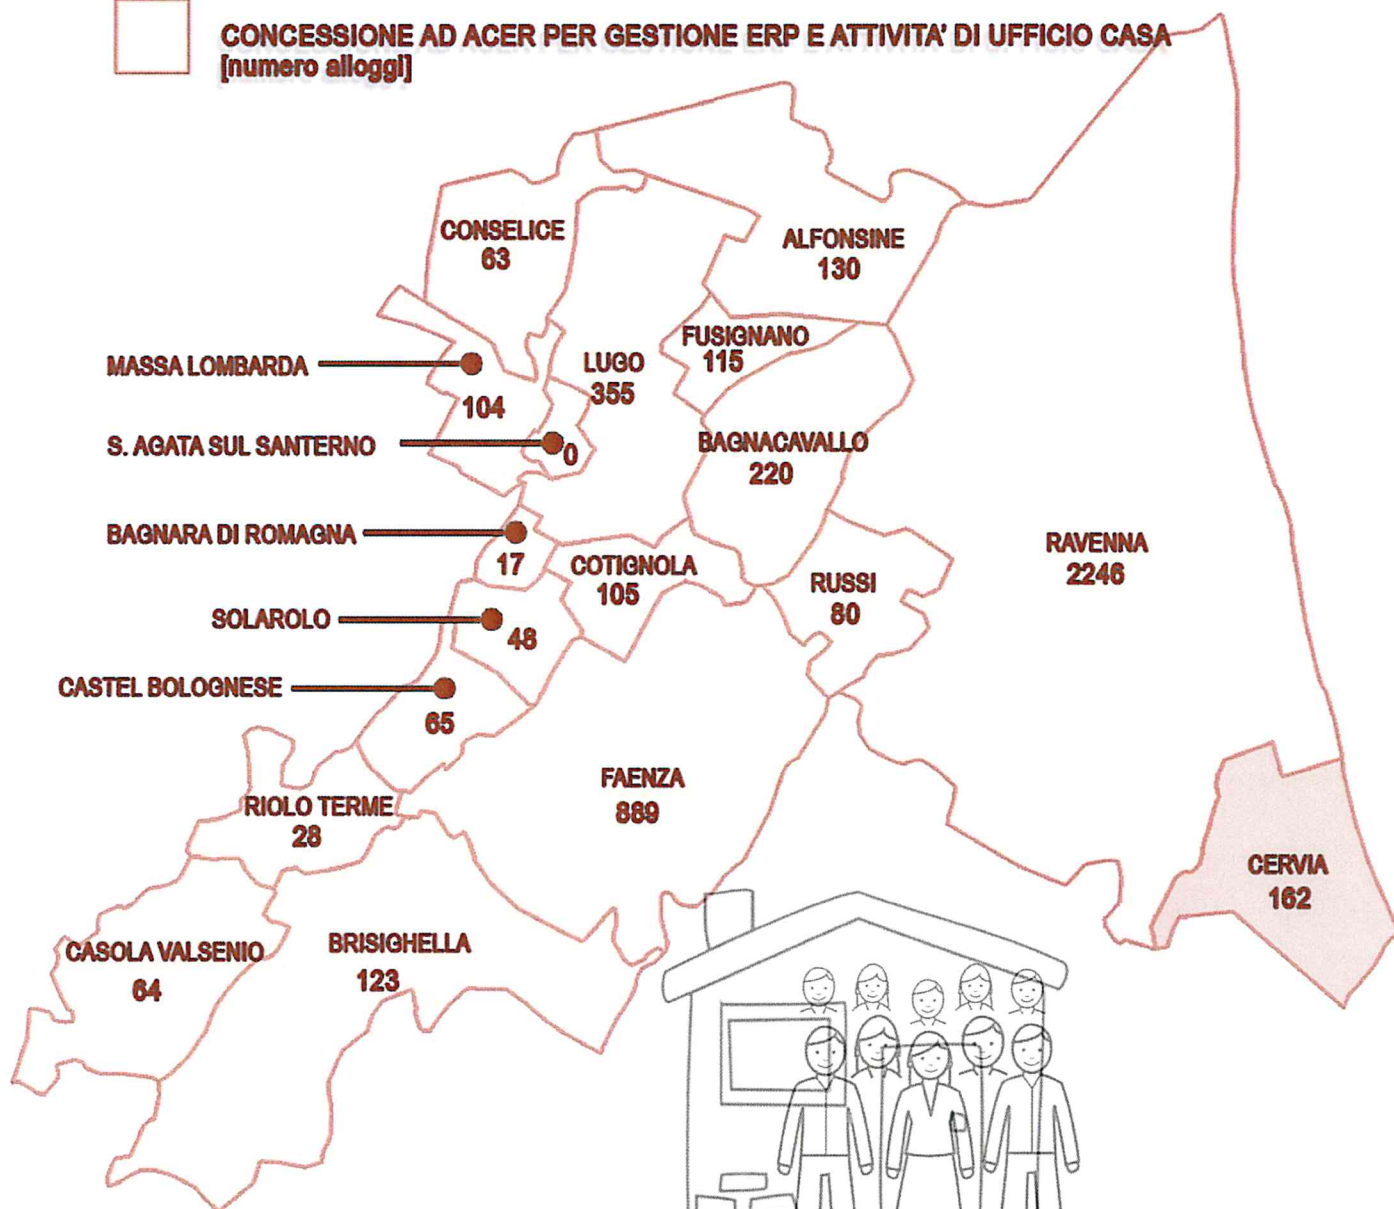 CONCESSIONE AD ACER PER GESTIONE ERP E ATTIVITA' DI UFFICIO CASA
[numero alloggi]
CONSELICE
63
ALFONSINE
130
FUSIGNANO
115
MASSA LOMBARDA
104
LUGO
355
S. AGATA SUL SANTERNO
0
BAGNACAVALLO
220
BAGNARA DI ROMAGNA
17
COTIGNOLA
105
RUSSI
80
RAVENNA
2246
SOLAROLO
48
CASTEL BOLOGNESE
65
FAENZA
889
RIOLO TERME
28
CERVIA
162
CASOLA VALSENIO
64
BRISIGHELLA
123